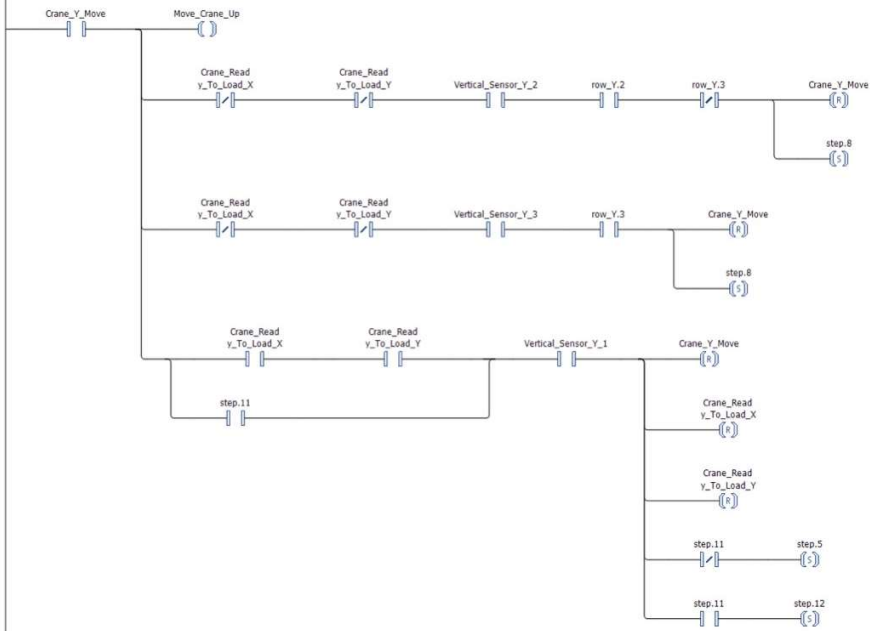 Crane_Y_Move
Move_Crane_Up
Crane_Read
y_To_Load_X
Crane_Read
y_To_Load_Y
Vertical_Sensor_Y_2
row_Y.2
row_Y.3
Crane_Y_Move
R
step.8
S
Crane_Read
y_To_Load_X
Crane_Read
y_To_Load_Y
Vertical_Sensor_Y_3
row_Y.3
Crane_Y_Move
R
step.8
S
Crane_Read
y_To_Load_X
Crane_Read
y_To_Load_Y
Vertical_Sensor_Y_1
Crane_Y_Move
R
step.11
Crane_Read
y_To_Load_X
R
Crane_Read
y_To_Load_Y
R
step.11
step.5
S
step.11
step.12
S